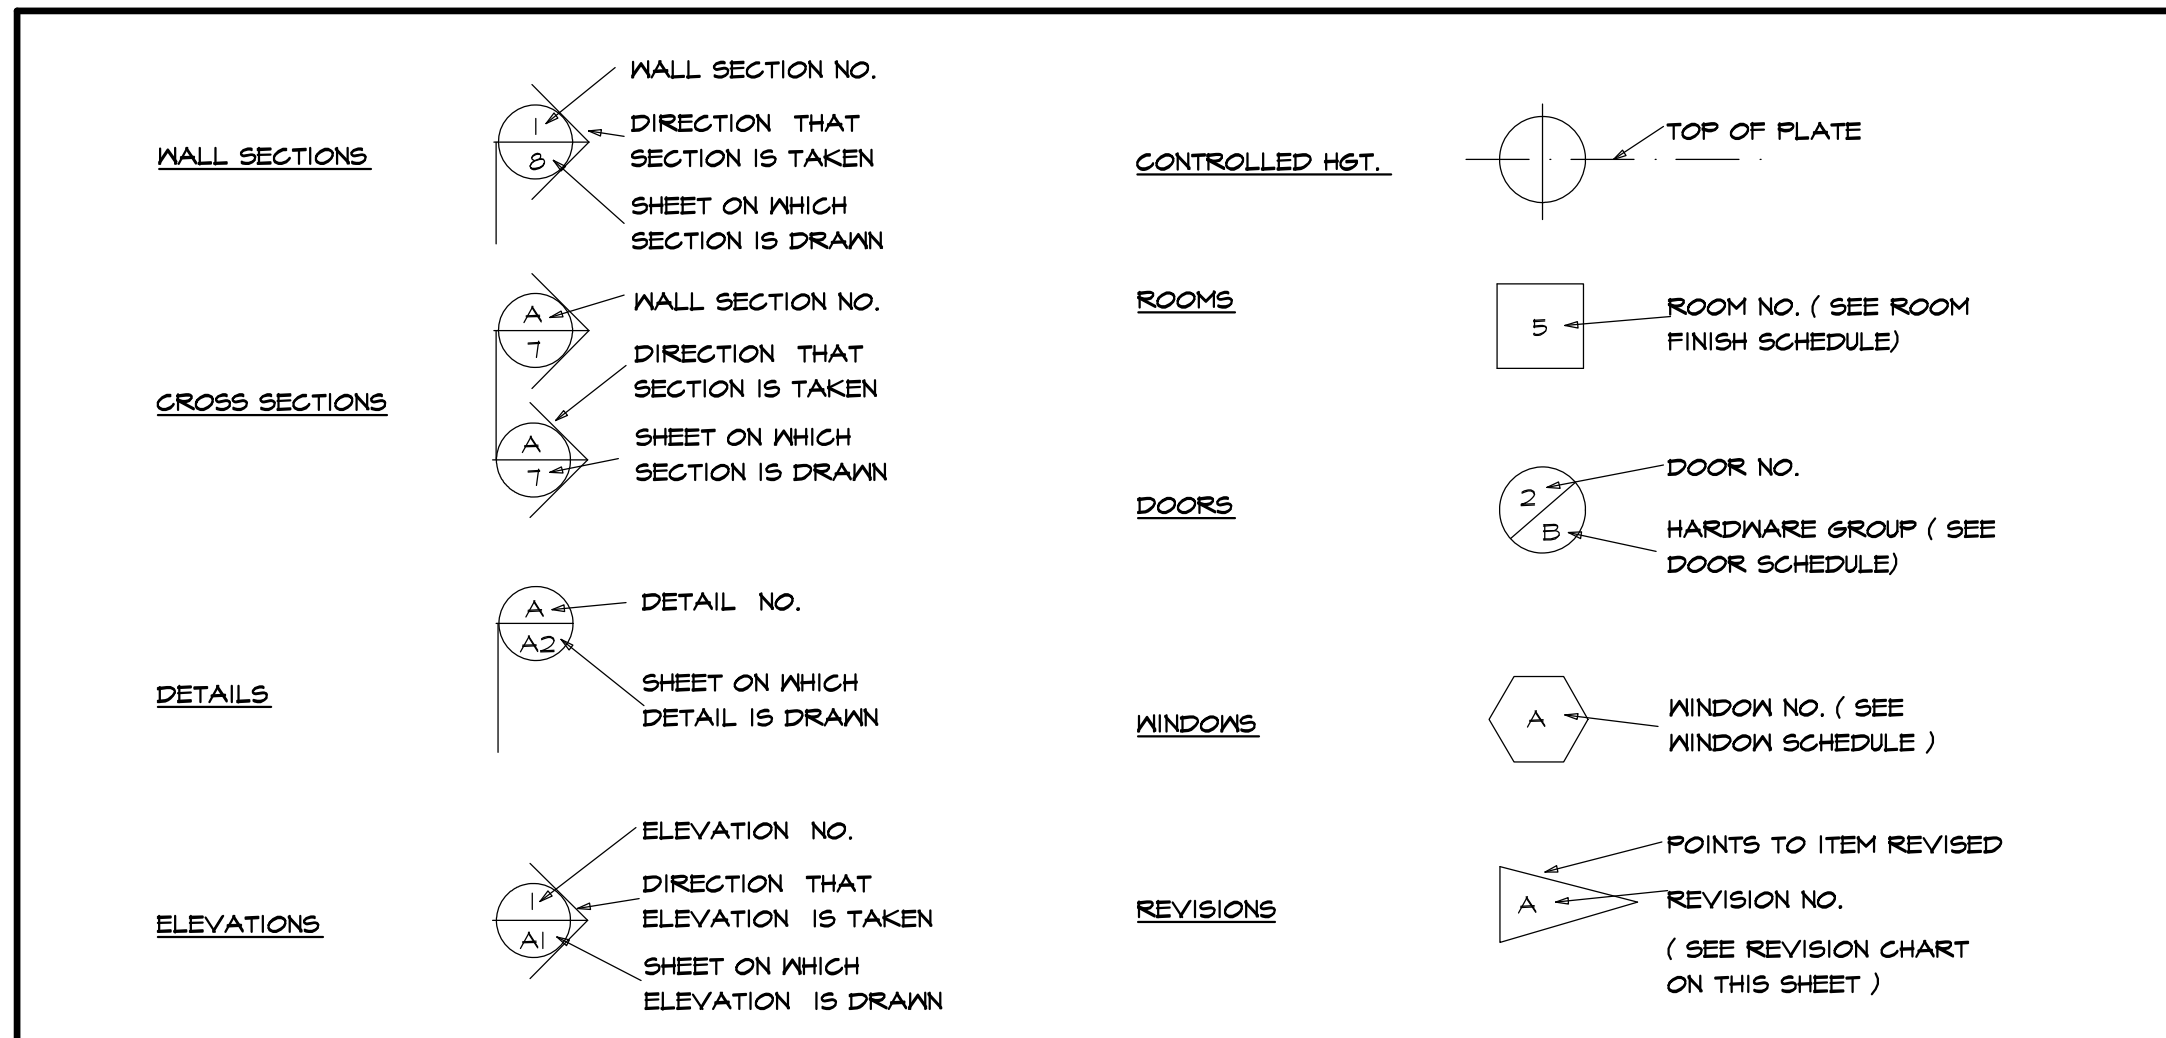 WALL SECTIONS
1
8
WALL SECTION NO.
DIRECTION THAT
SECTION IS TAKEN
SHEET ON WHICH
SECTION IS DRAWN
CROSS SECTIONS
A
7
A
7
WALL SECTION NO.
DIRECTION THAT
SECTION IS TAKEN
SHEET ON WHICH
SECTION IS DRAWN
DETAILS
A
A2
DETAIL NO.
SHEET ON WHICH
DETAIL IS DRAWN
ELEVATIONS
1
A1
ELEVATION NO.
DIRECTION THAT
ELEVATION IS TAKEN
SHEET ON WHICH
ELEVATION IS DRAWN
CONTROLLED HGT.
TOP OF PLATE
ROOMS
5
ROOM NO. ( SEE ROOM
FINISH SCHEDULE)
DOORS
2
B
DOOR NO.
HARDWARE GROUP ( SEE
DOOR SCHEDULE)
WINDOWS
A
WINDOW NO. ( SEE
WINDOW SCHEDULE )
REVISIONS
A
POINTS TO ITEM REVISED
REVISION NO.
( SEE REVISION CHART
ON THIS SHEET )